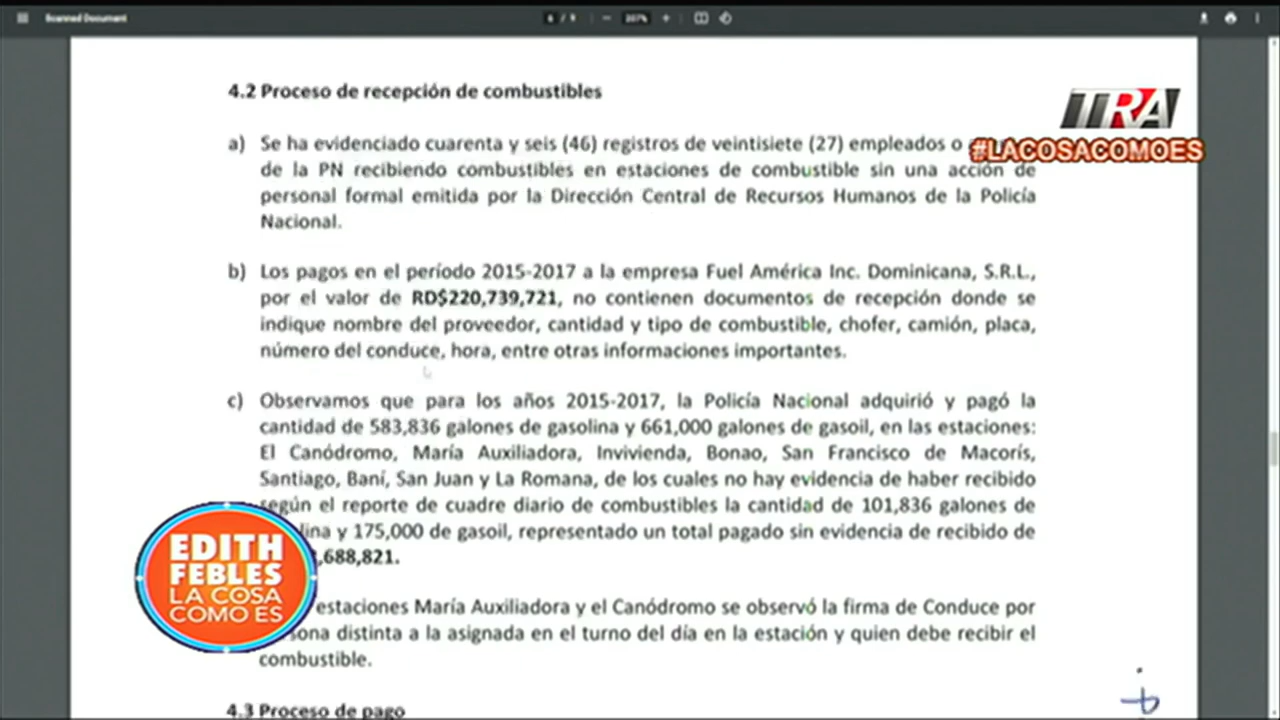 Scanned Document
6 / 9
207%
TRA
#LACOSACOMOES
4.2 Proceso de recepción de combustibles
a) Se ha evidenciado cuarenta y seis (46) registros de veintisiete (27) empleados o
de la PN recibiendo combustibles en estaciones de combustible sin una acción de
personal formal emitida por la Dirección Central de Recursos Humanos de la Policía
Nacional.
b) Los pagos en el período 2015-2017 a la empresa Fuel América Inc. Dominicana, S.R.L.,
por el valor de RD$220,739,721, no contienen documentos de recepción donde se
indique nombre del proveedor, cantidad y tipo de combustible, chofer, camión, placa,
número del conduce, hora, entre otras informaciones importantes.
c) Observamos que para los años 2015-2017, la Policía Nacional adquirió y pagó la
cantidad de 583,836 galones de gasolina y 661,000 galones de gasoil, en las estaciones:
El Canódromo, María Auxiliadora, Invivienda, Bonao, San Francisco de Macorís,
Santiago, Baní, San Juan y La Romana, de los cuales no hay evidencia de haber recibido
según el reporte de cuadre diario de combustibles la cantidad de 101,836 galones de
lina y 175,000 de gasoil, representado un total pagado sin evidencia de recibido de
,688,821.
estaciones María Auxiliadora y el Canódromo se observó la firma de Conduce por
sona distinta a la asignada en el turno del día en la estación y quien debe recibir el
combustible.
EDITH
FEBLES
LA COSA
COMO ES
4.3 Proceso de pago